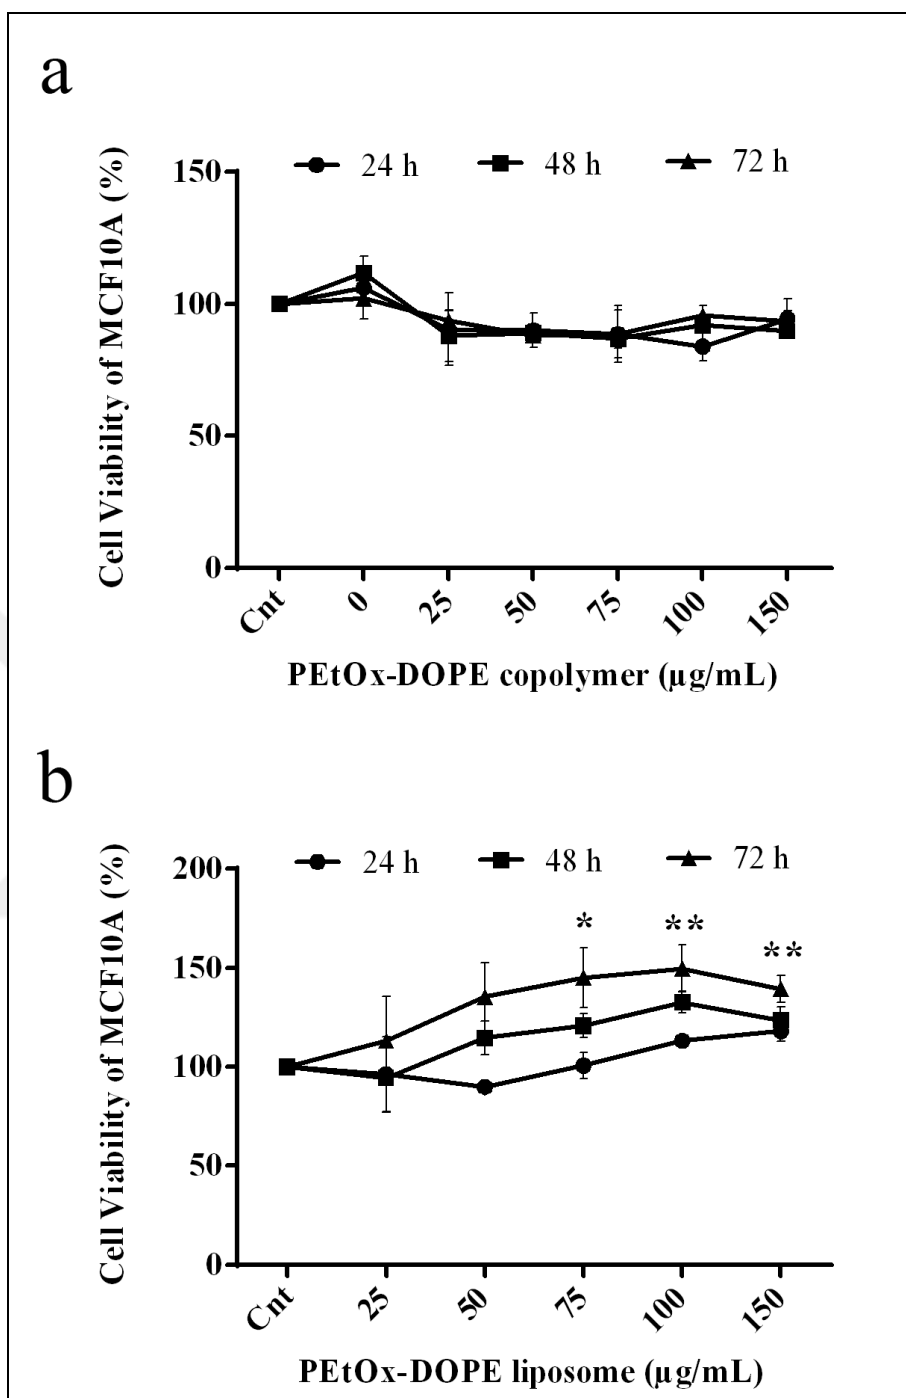 a
Cell Viability of MCF10A (%)
24 h 48 h 72 h
150
100
50
0
Cnt 0 25 50 75 100 150
PEtOx-DOPE copolymer (µg/mL)
b
Cell Viability of MCF10A (%)
24 h 48 h 72 h
200
150
100
50
0
* ** **
Cnt 25 50 75 100 150
PEtOx-DOPE liposome (µg/mL)